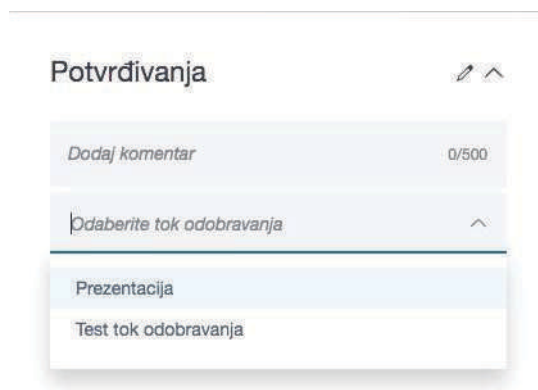 Potvrđivanja
Dodaj komentar 0/500
Odaberite tok odobravanja
Prezentacija
Test tok odobravanja